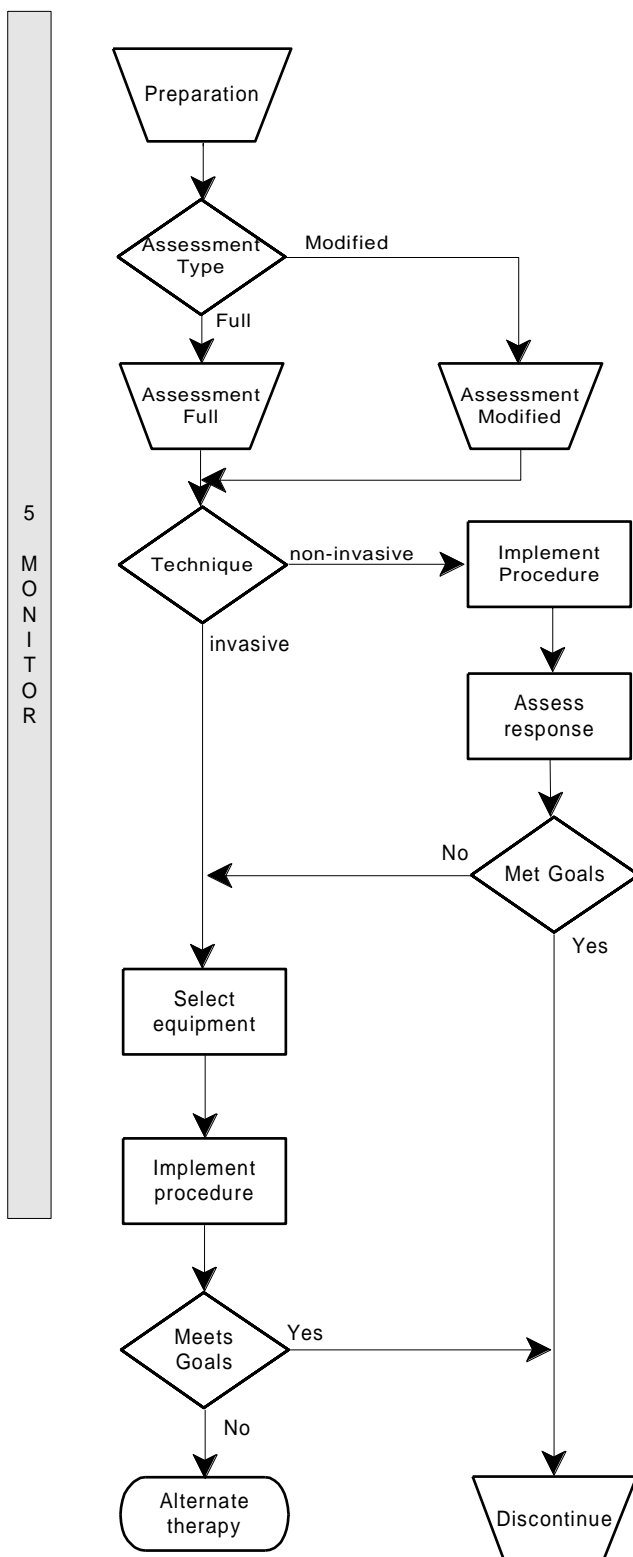 Preparation
Assessment
Type
Modified
Full
Assessment
Full
Assessment
Modified
Technique
non-invasive
Implement
Procedure
invasive
Assess
response
Met Goals
No
Yes
Select
equipment
Implement
procedure
Meets
Goals
Yes
No
Alternate
therapy
Discontinue
5
M
O
N
I
T
O
R